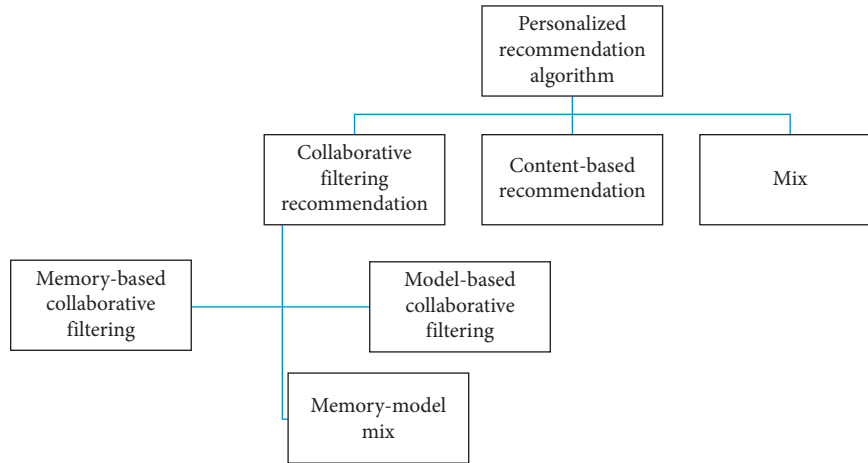 Personalized
recommendation
algorithm
Collaborative
filtering
recommendation
Content-based
recommendation
Mix
Memory-based
collaborative
filtering
Model-based
collaborative
filtering
Memory-model
mix